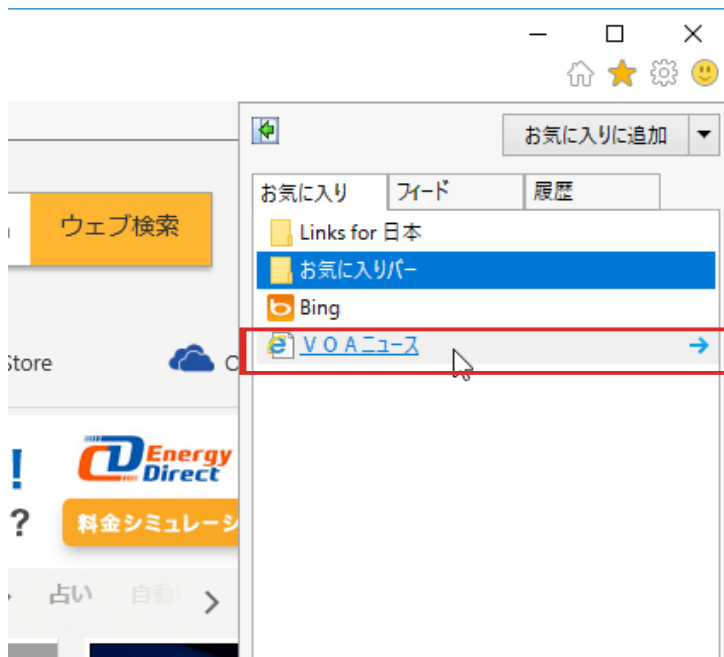 お気に入りに追加
お気に入り フィード 履歴
ウェブ検索
Links for 日本
お気に入りバー
Bing
ＶＯＡニュース
Store
Energy
Direct
!
?
料金シミュレーシ
占い 自動